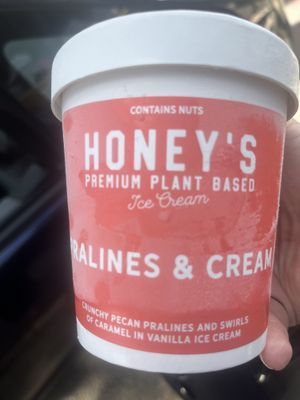 CONTAINS NUTS
HONEY'S
PREMIUM PLANT BASED
Ice Cream
RALINES & CREAM
CRUNCHY PECAN PRALINES AND SWIRLS
OF CARAMEL IN VANILLA ICE CREAM